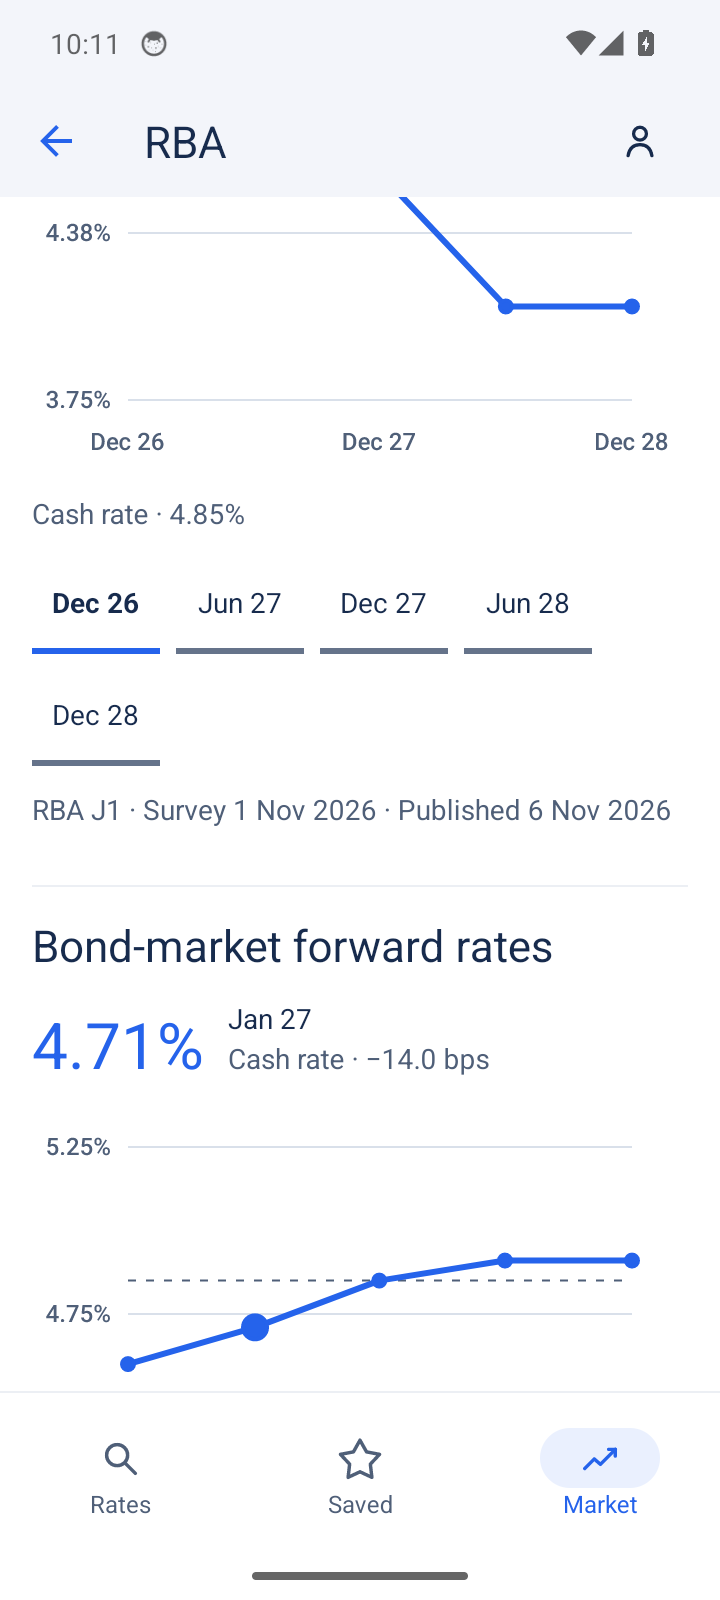 10:11
RBA
4.38%
3.75%
Dec 26 Dec 27 Dec 28
Cash rate · 4.85%
Dec 26 Jun 27 Dec 27 Jun 28
Dec 28
RBA J1 · Survey 1 Nov 2026 · Published 6 Nov 2026
Bond-market forward rates
4.71%
Jan 27
Cash rate · −14.0 bps
5.25%
4.75%
Rates Saved Market